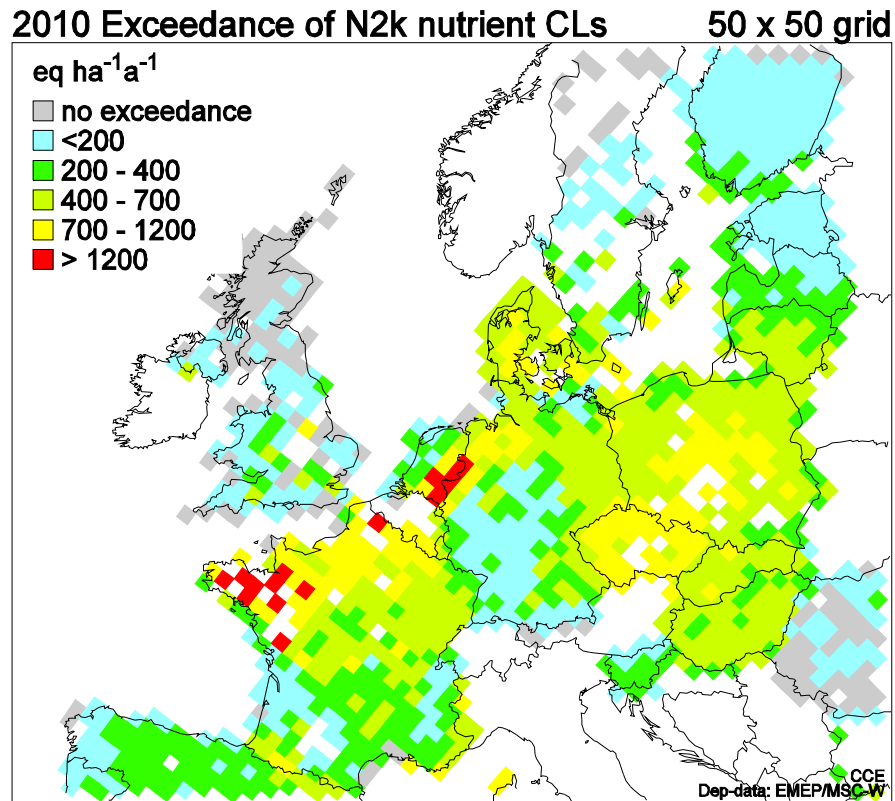 2010 Exceedance of N2k nutrient CLs 50 x 50 grid
eq ha⁻¹a⁻¹
no exceedance
<200
200 - 400
400 - 700
700 - 1200
> 1200
CCE
Dep-data: EMEP/MSC-W